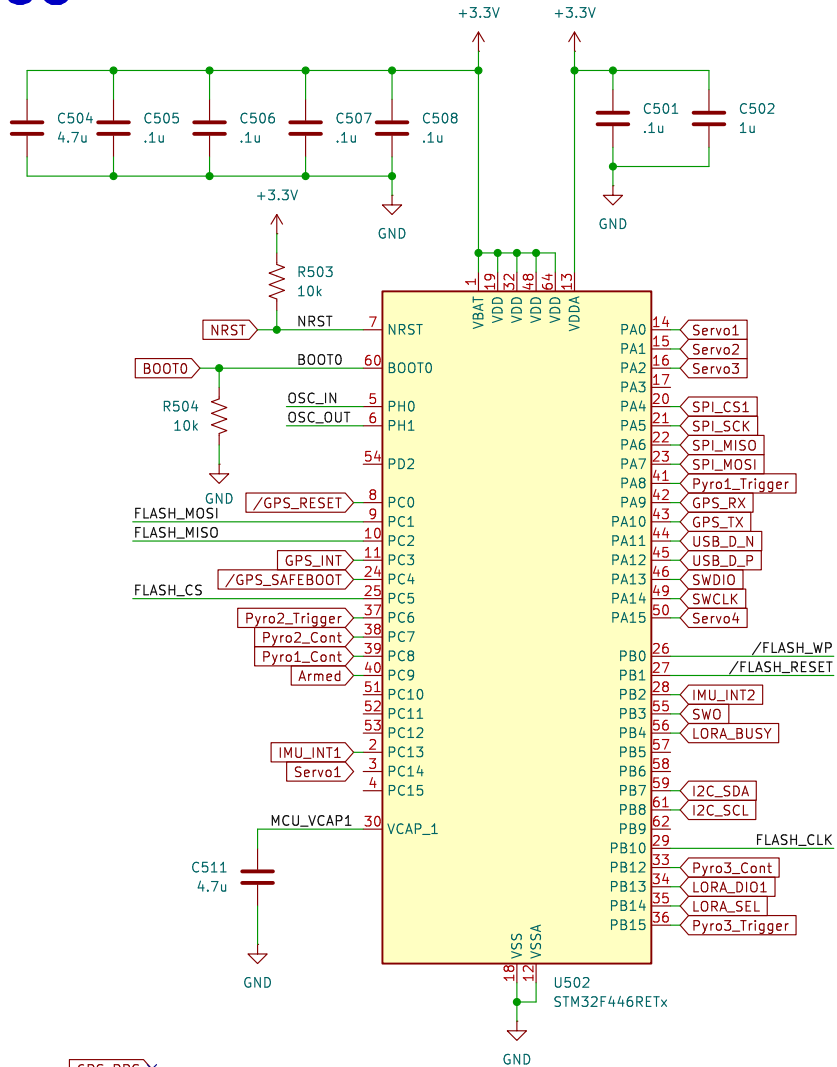 +3.3V
+3.3V
C504
4.7u
C505
.1u
C506
.1u
C507
.1u
C508
.1u
C501
.1u
C502
1u
+3.3V
GND
GND
R503
10k
1
19
32
48
64
13
VBAT
VDD
VDD
VDD
VDD
VDDA
NRST
NRST
7
NRST
BOOT0
BOOT0
60
BOOT0
R504
10k
GND
OSC_IN
5
PH0
OSC_OUT
6
PH1
54
PD2
/GPS_RESET
8
PC0
FLASH_MOSI
9
PC1
FLASH_MISO
10
PC2
GPS_INT
11
PC3
/GPS_SAFEBOOT
24
PC4
FLASH_CS
25
PC5
Pyro2_Trigger
37
PC6
Pyro2_Cont
38
PC7
Pyro1_Cont
39
PC8
Armed
40
PC9
51
PC10
52
PC11
53
PC12
IMU_INT1
2
PC13
Servo1
3
PC14
4
PC15
MCU_VCAP1
30
VCAP_1
C511
4.7u
GND
PA0
14
Servo1
PA1
15
Servo2
PA2
16
Servo3
PA3
17
PA4
20
SPI_CS1
PA5
21
SPI_SCK
PA6
22
SPI_MISO
PA7
23
SPI_MOSI
PA8
41
Pyro1_Trigger
PA9
42
GPS_RX
PA10
43
GPS_TX
PA11
44
USB_D_N
PA12
45
USB_D_P
PA13
46
SWDIO
PA14
49
SWCLK
PA15
50
Servo4
PB0
26
/FLASH_WP
PB1
27
/FLASH_RESET
PB2
28
IMU_INT2
PB3
55
SWO
PB4
56
LORA_BUSY
PB5
57
PB6
58
PB7
59
I2C_SDA
PB8
61
I2C_SCL
PB9
62
PB10
29
FLASH_CLK
PB12
33
Pyro3_Cont
PB13
34
LORA_DIO1
PB14
35
LORA_SEL
PB15
36
Pyro3_Trigger
VSS
VSSA
18
12
U502
STM32F446RETx
GND